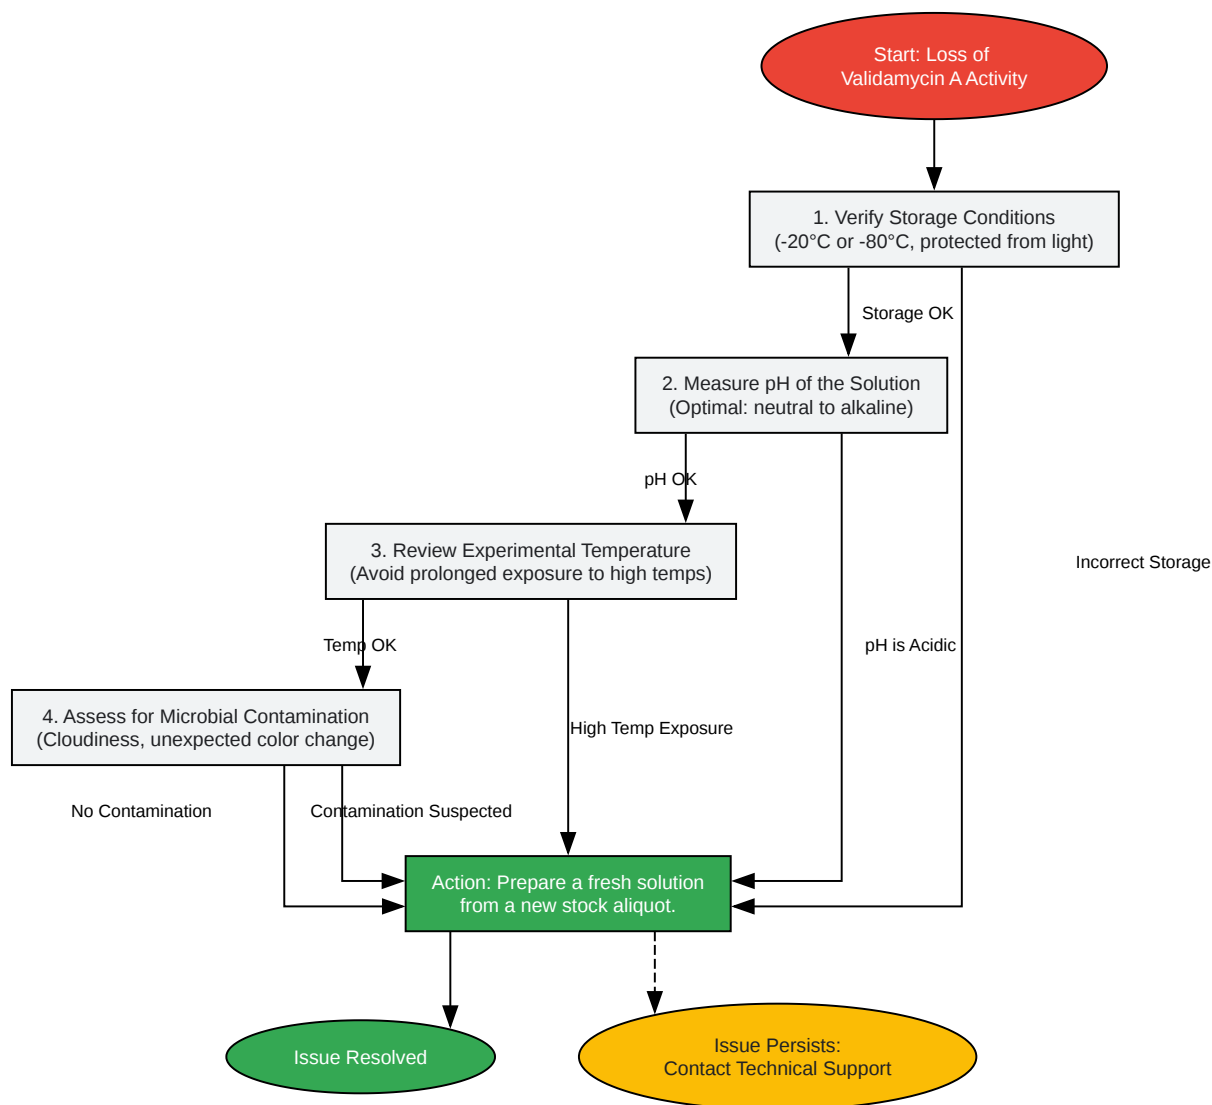 Start: Loss of
Validamycin A Activity
1. Verify Storage Conditions
(-20°C or -80°C, protected from light)
Storage OK
2. Measure pH of the Solution
(Optimal: neutral to alkaline)
pH OK
3. Review Experimental Temperature
(Avoid prolonged exposure to high temps)
Incorrect Storage
Temp OK
pH is Acidic
4. Assess for Microbial Contamination
(Cloudiness, unexpected color change)
High Temp Exposure
No Contamination
Contamination Suspected
Action: Prepare a fresh solution
from a new stock aliquot.
Issue Resolved
Issue Persists:
Contact Technical Support